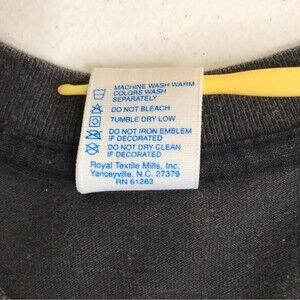 MACHINE WASH WARM
COLORS WASH
SEPARATELY
DO NOT BLEACH
TUMBLE DRY LOW
DO NOT IRON EMBLEM
IF DECORATED
DO NOT DRY CLEAN
IF DECORATED
Royal Textile Mills, Inc.
Yanceyville, N.C. 27379
RN 61263